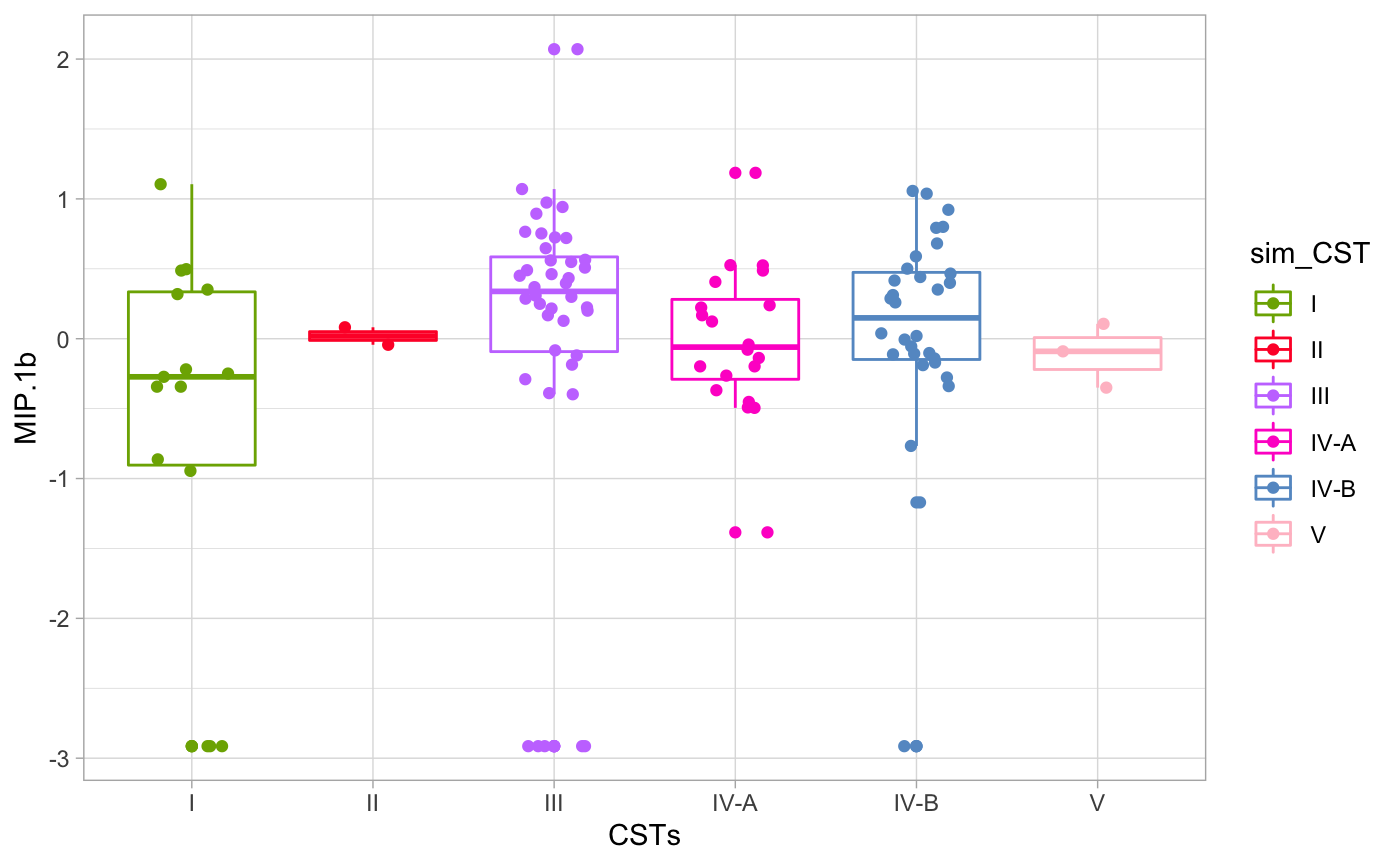 MIP.1b
2
1
0
-1
-2
-3
I II III IV-A IV-B V
CSTs
sim_CST
I
II
III
IV-A
IV-B
V